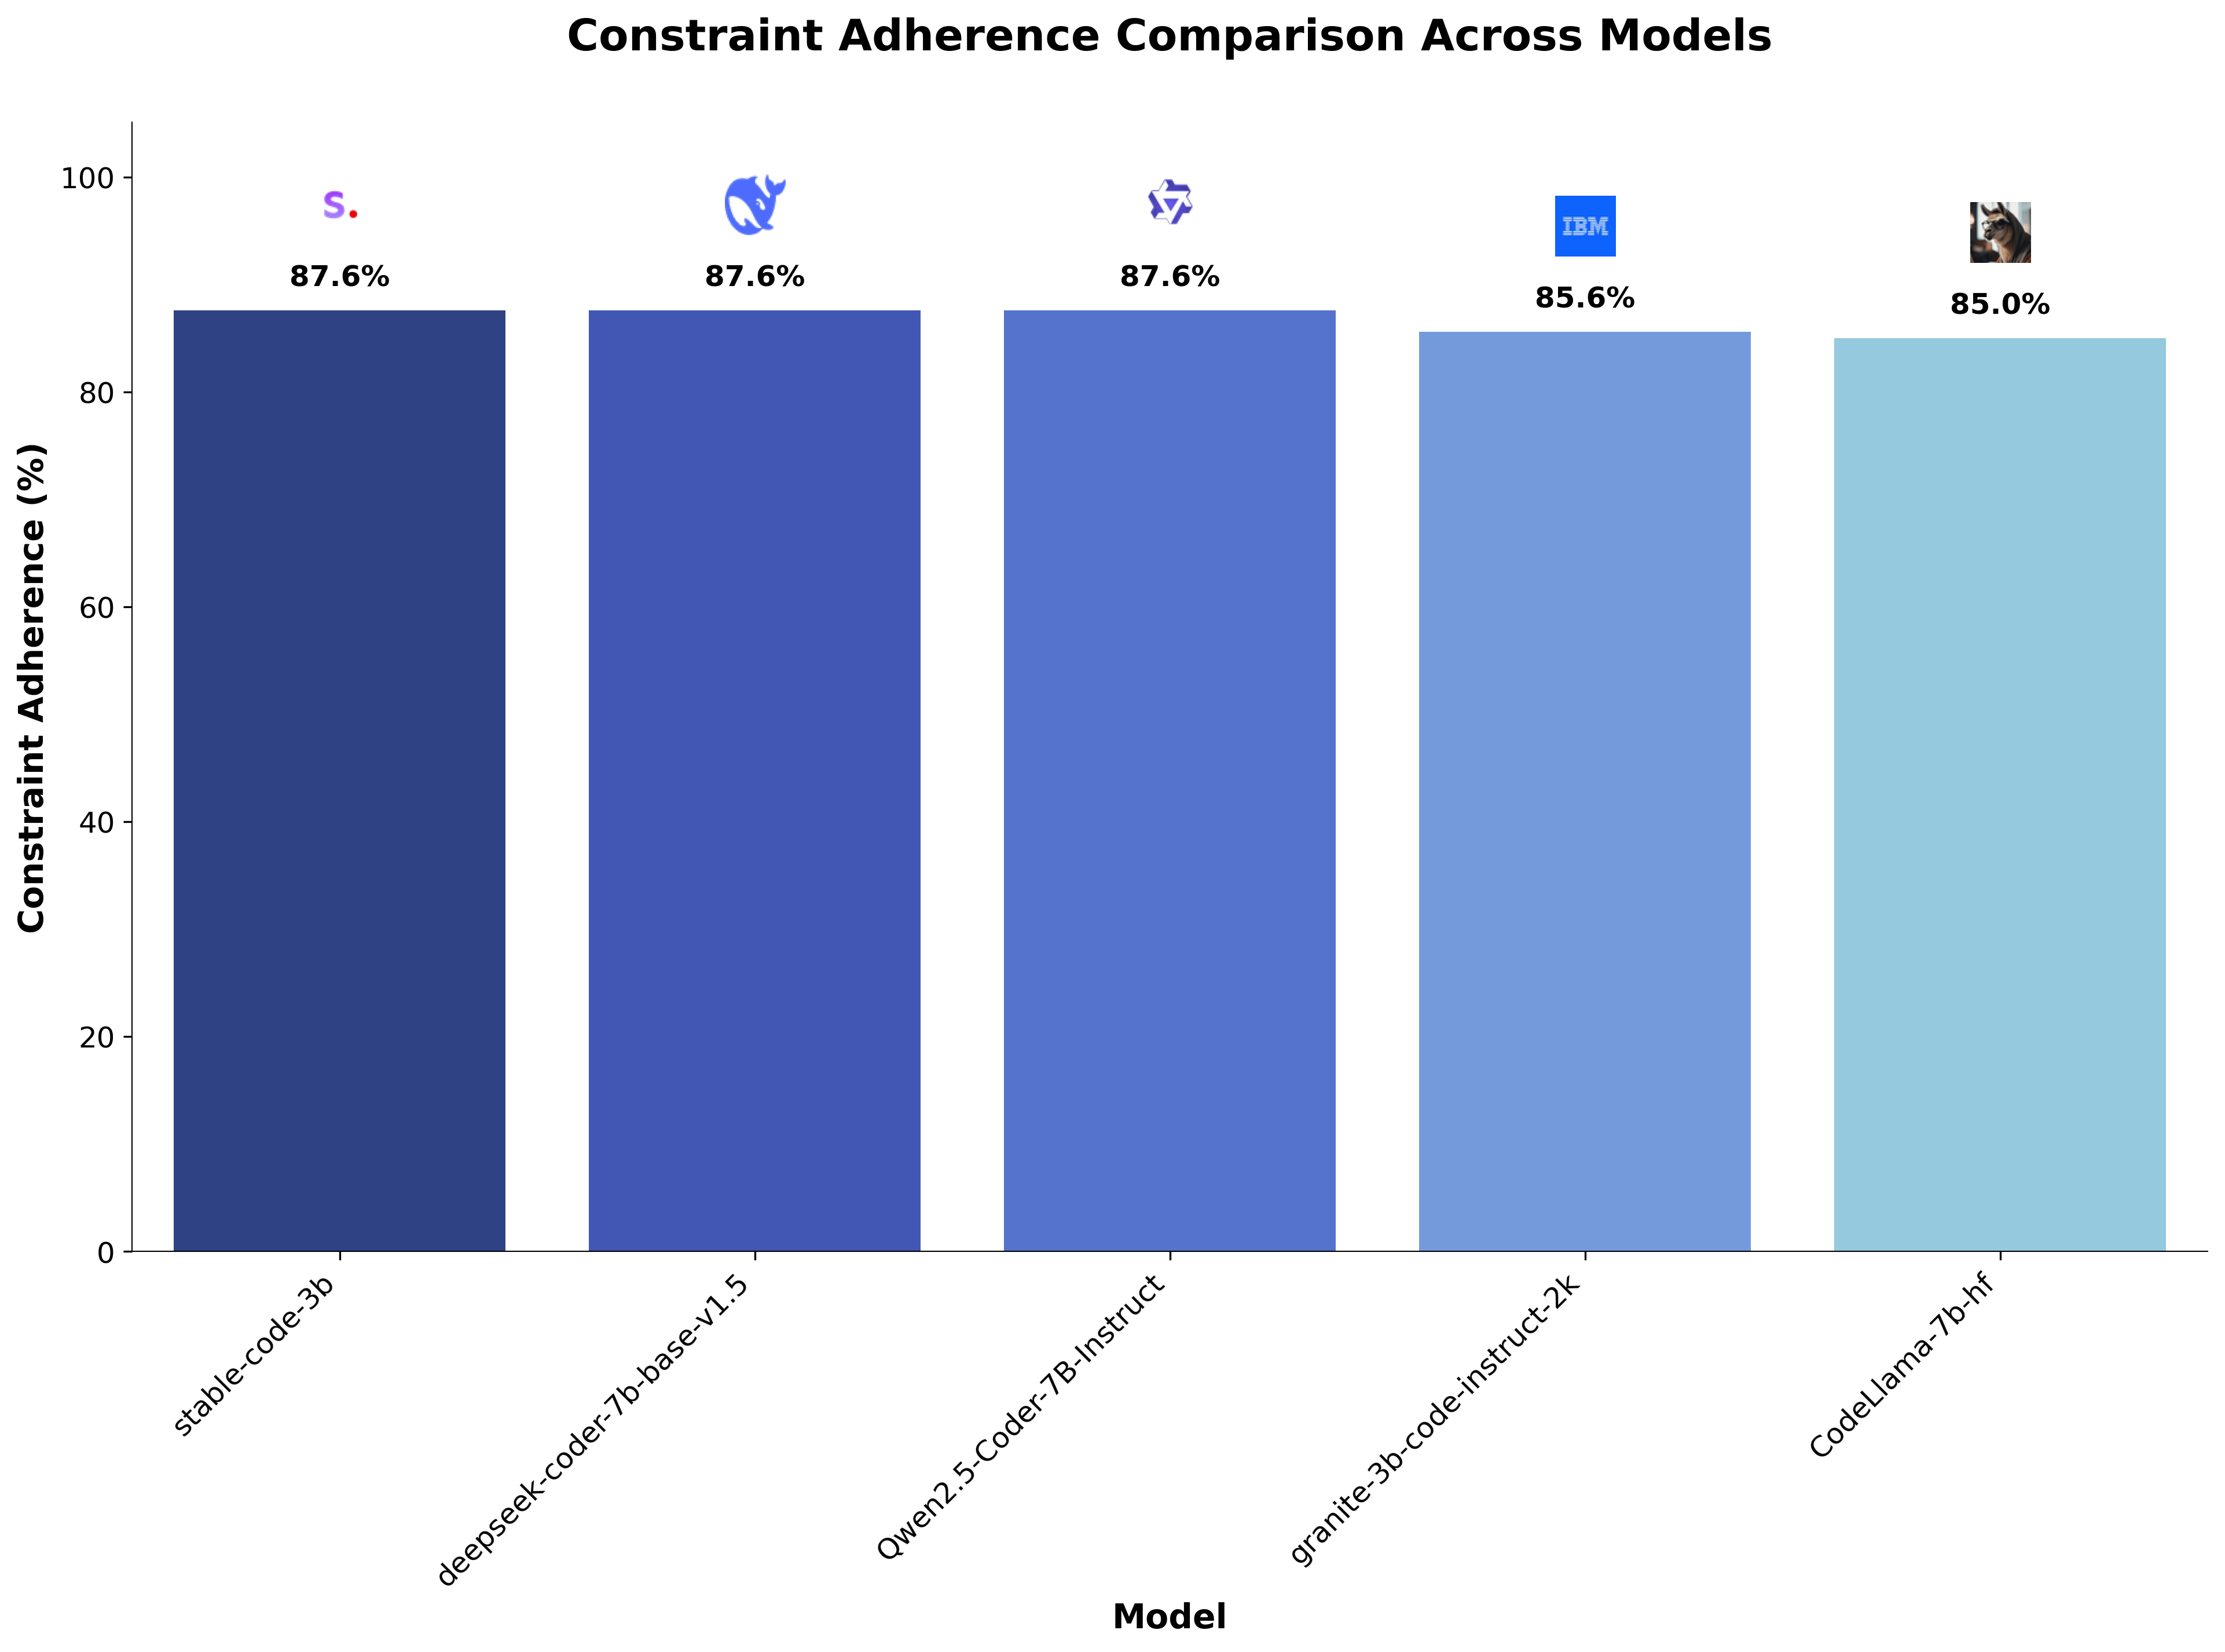 Constraint Adherence Comparison Across Models
Constraint Adherence (%)
100
80
60
40
20
0
S.
IBM
87.6%
87.6%
87.6%
85.6%
85.0%
stable-code-3b
deepseek-coder-7b-base-v1.5
Qwen2.5-Coder-7B-Instruct
granite-3b-code-instruct-2k
CodeLlama-7b-hf
Model